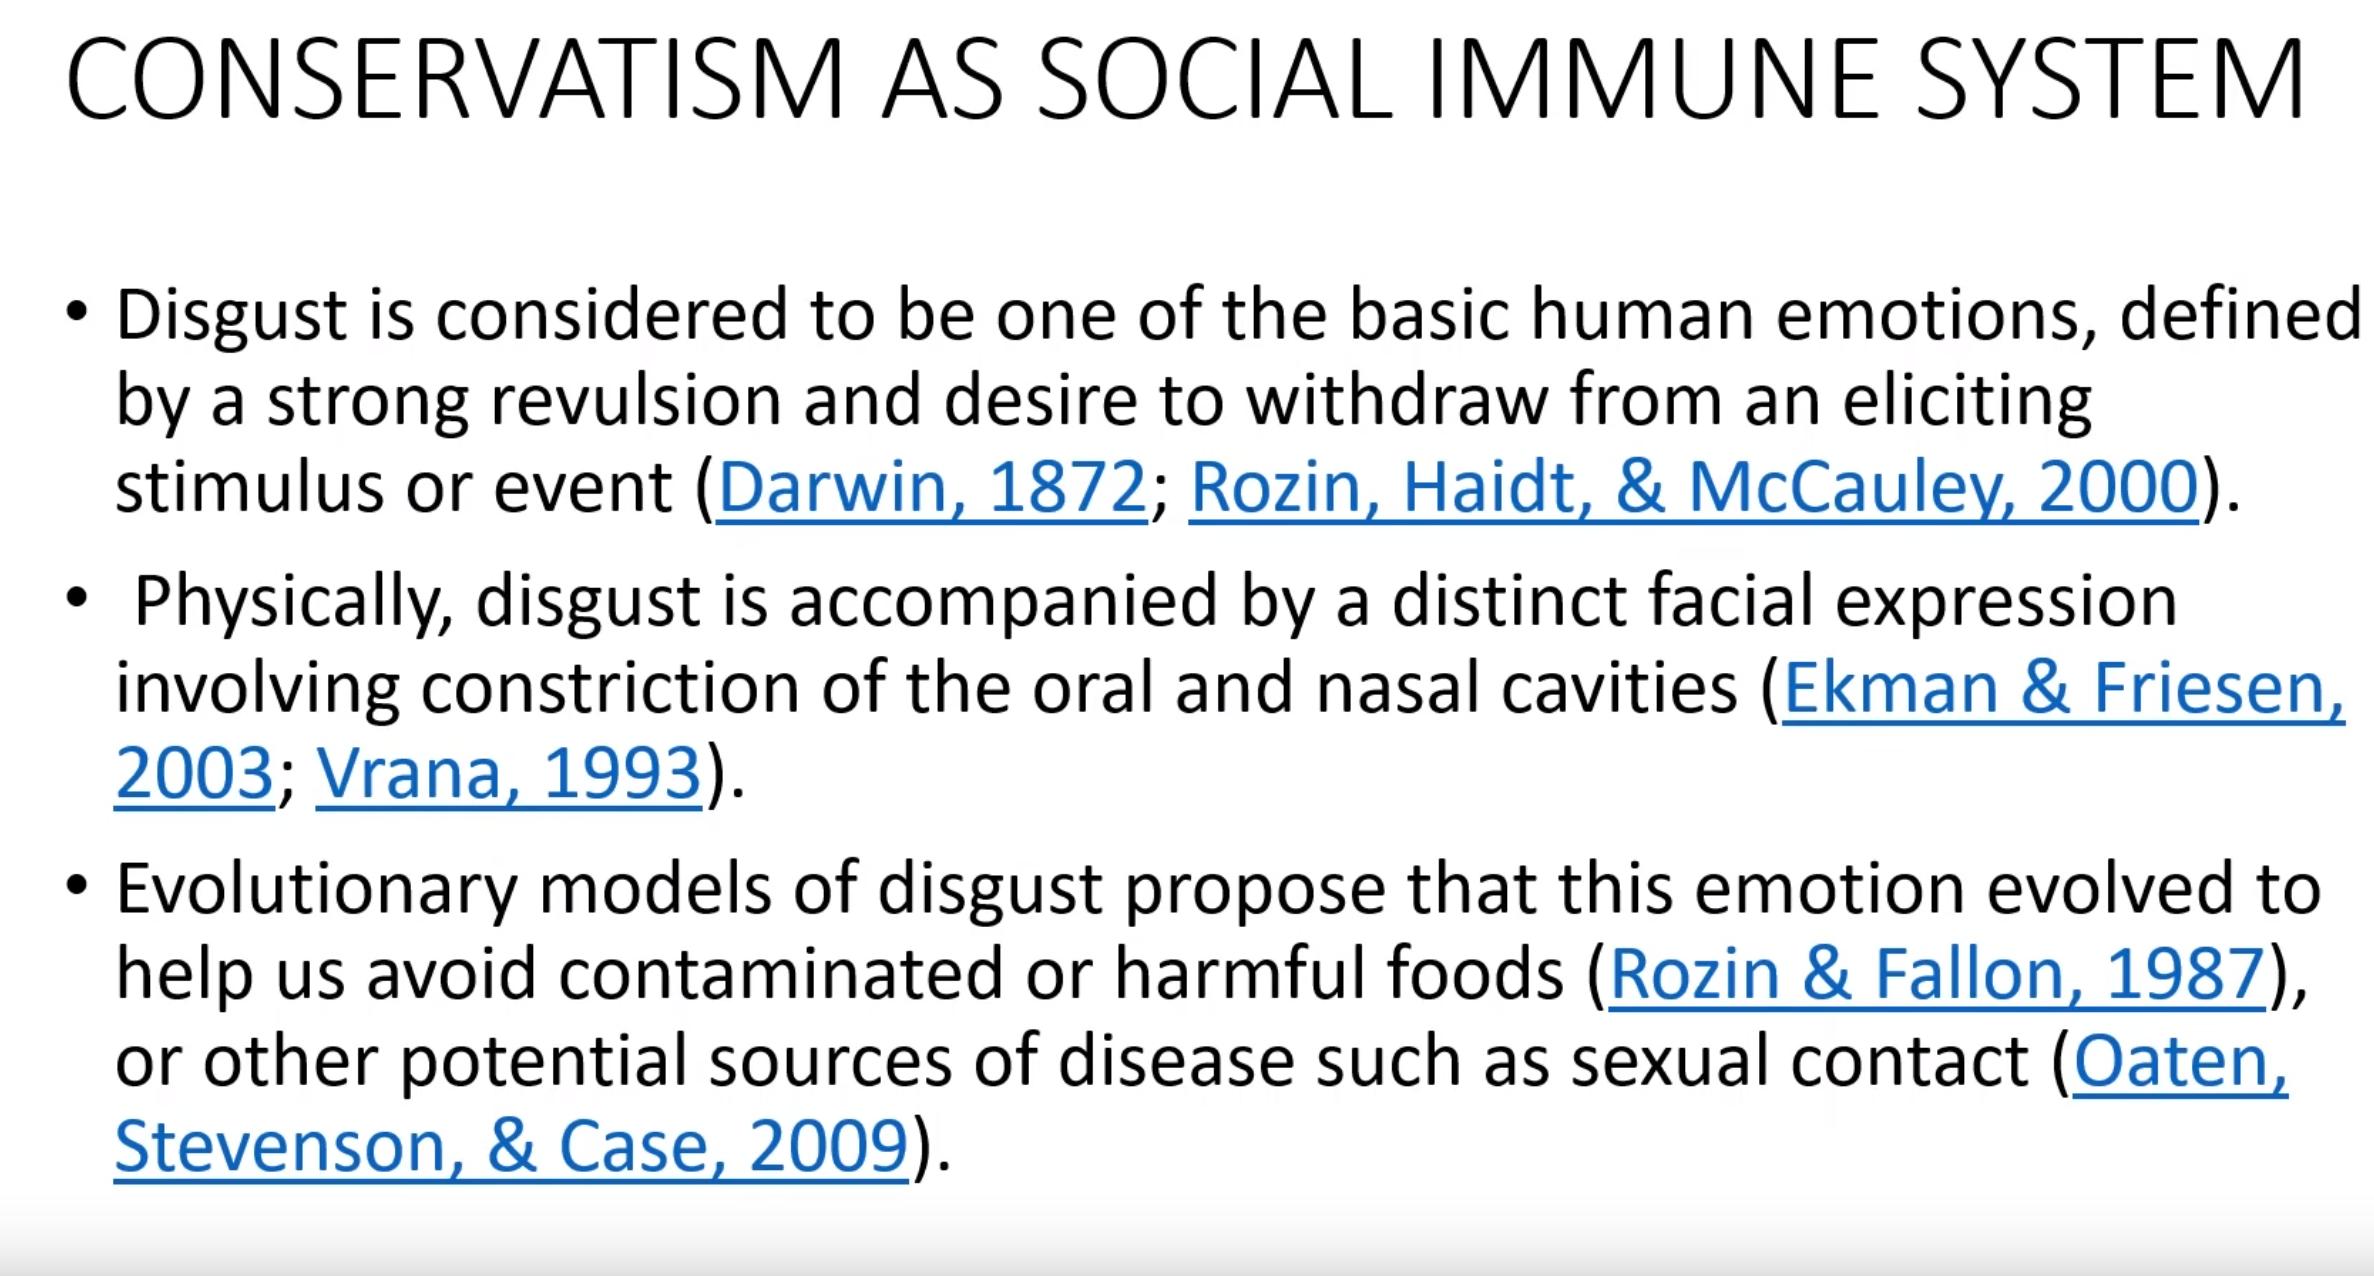 CONSERVATISM AS SOCIAL IMMUNE SYSTEM
• Disgust is considered to be one of the basic human emotions, defined
by a strong revulsion and desire to withdraw from an eliciting
stimulus or event (Darwin, 1872; Rozin, Haidt, & McCauley, 2000).
• Physically, disgust is accompanied by a distinct facial expression
involving constriction of the oral and nasal cavities (Ekman & Friesen,
2003; Vrana, 1993).
• Evolutionary models of disgust propose that this emotion evolved to
help us avoid contaminated or harmful foods (Rozin & Fallon, 1987),
or other potential sources of disease such as sexual contact (Oaten,
Stevenson, & Case, 2009).